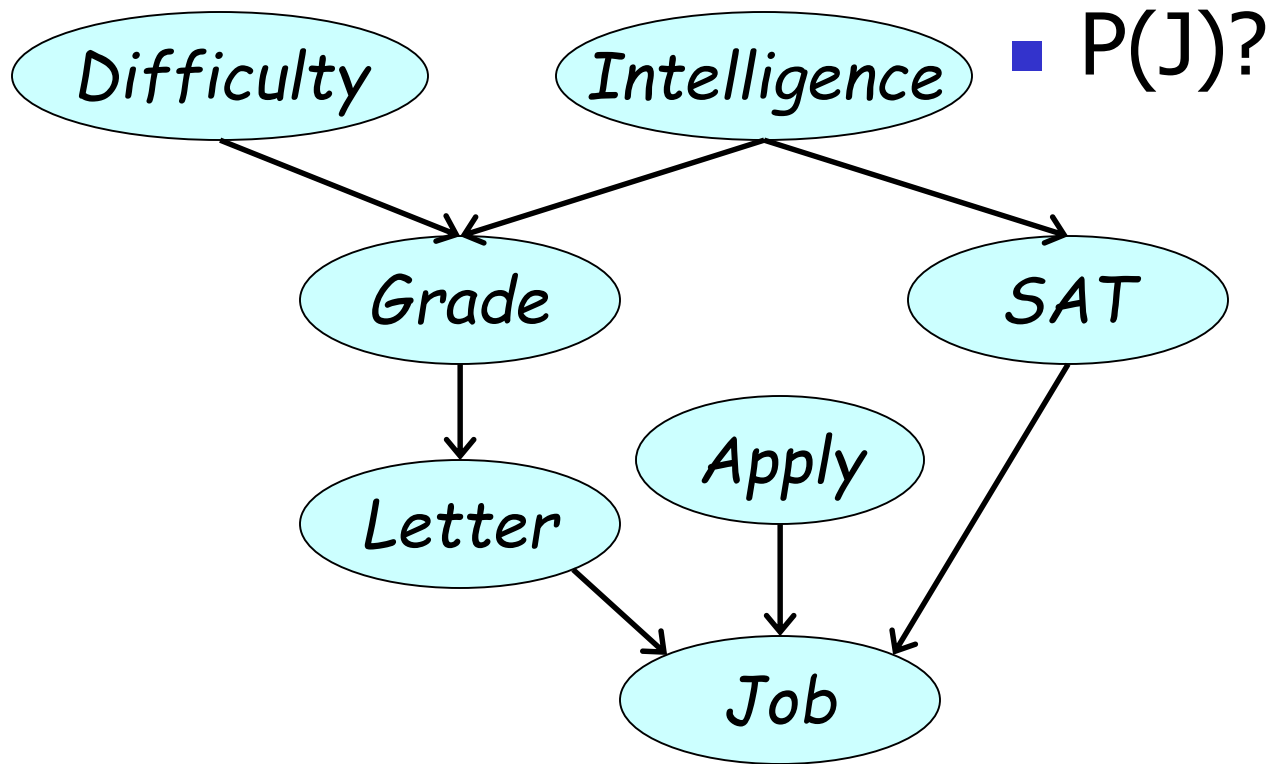 Difficulty
Intelligence
P(J)?
Grade
SAT
Apply
Letter
Job